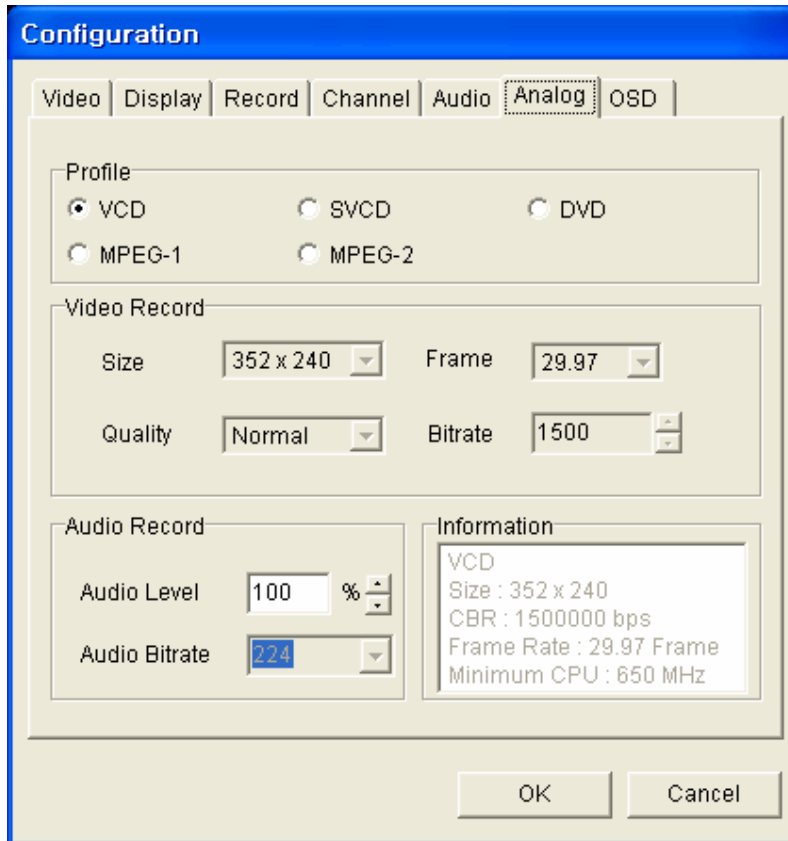 Configuration
Video Display Record Channel Audio Analog OSD
Profile
VCD SVCD DVD
MPEG-1 MPEG-2
Video Record
Size 352 x 240 Frame 29.97
Quality Normal Bitrate 1500
Audio Record
Audio Level 100 %
Audio Bitrate 224
Information
VCD
Size : 352 x 240
CBR : 1500000 bps
Frame Rate : 29.97 Frame
Minimum CPU : 650 MHz
OK Cancel